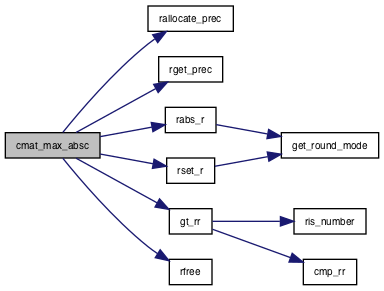 rallocate_prec
rget_prec
rabs_r
cmat_max_absc
get_round_mode
rset_r
gt_rr
ris_number
rfree
cmp_rr